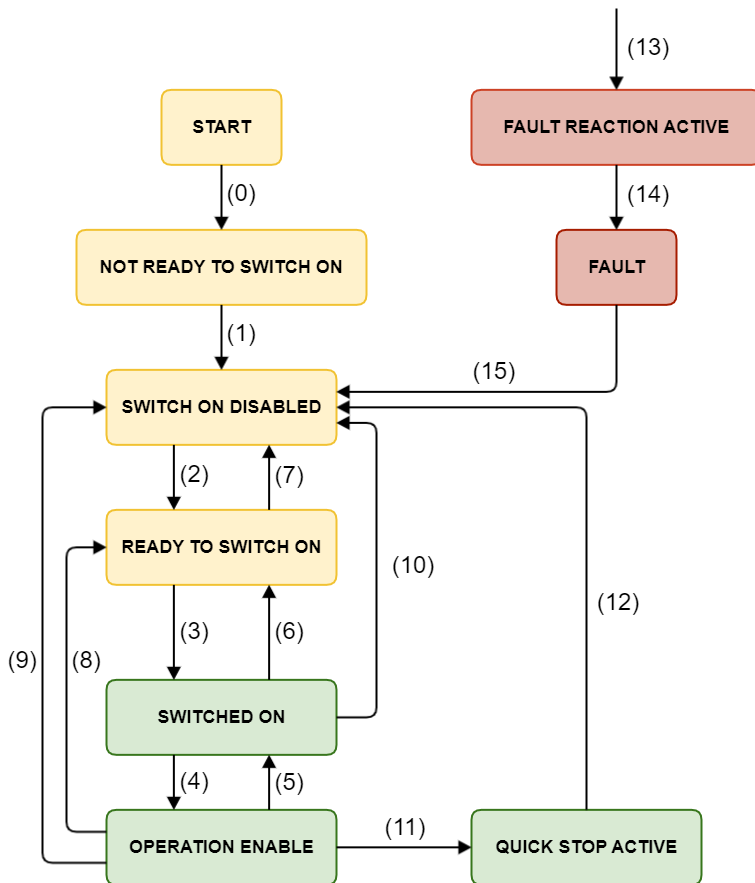 (13)
START
FAULT REACTION ACTIVE
(0)
(14)
NOT READY TO SWITCH ON
FAULT
(1)
(15)
SWITCH ON DISABLED
(2)
(7)
READY TO SWITCH ON
(10)
(12)
(3)
(6)
(9)
(8)
SWITCHED ON
(4)
(5)
(11)
OPERATION ENABLE
QUICK STOP ACTIVE